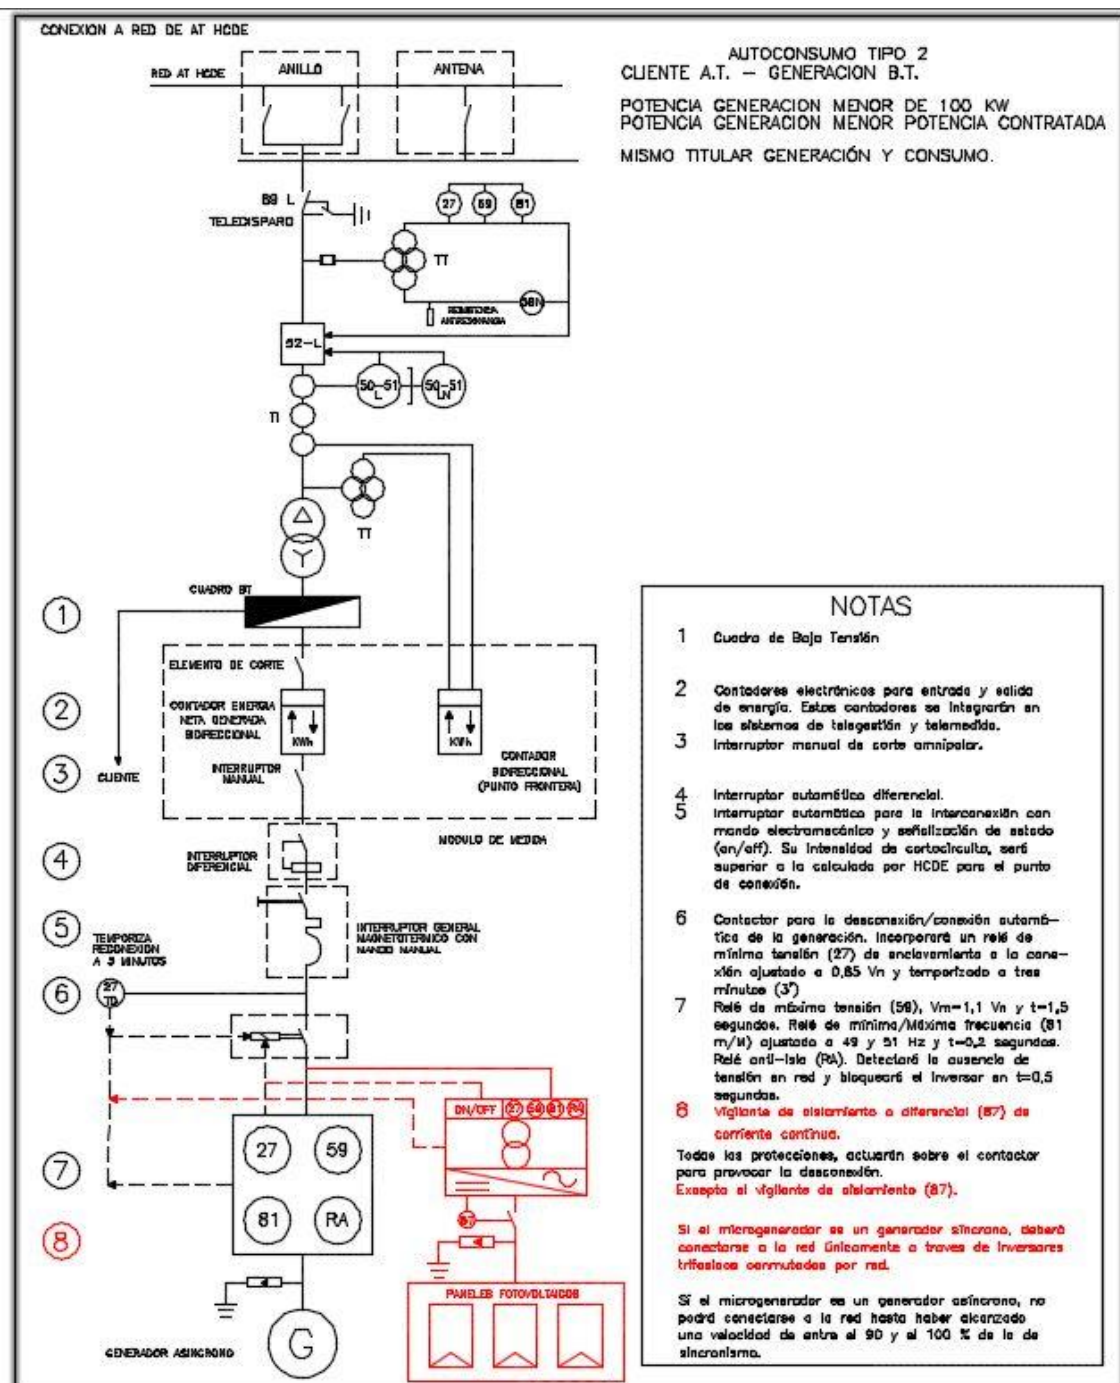 CONEXION A RED DE AT HCDE
AUTOCONSUMO TIPO 2
CLIENTE A.T. – GENERACION B.T.
POTENCIA GENERACION MENOR DE 100 KW
POTENCIA GENERACION MENOR POTENCIA CONTRATADA
MISMO TITULAR GENERACIÓN Y CONSUMO.
RED AT HCDE
ANILLO
ANTENA
89 L
TELEDISPARO
27 59 81
TT
59N
RESISTENCIA
ANTIRESONANCIA
52-L
50-51
L
50-51
LN
TI
TT
CUADRO BT
1
ELEMENTO DE CORTE
2
CONTADOR ENERGIA
NETA GENERADA
BIDIRECCIONAL
KWh
KWh
3
CLIENTE
INTERRUPTOR
MANUAL
CONTADOR
BIDIRECCIONAL
(PUNTO FRONTERA)
MODULO DE MEDIDA
4
INTERRUPTOR
DIFERENCIAL
5
TEMPORIZA
RECONEXION
A 3 MINUTOS
INTERRUPTOR GENERAL
MAGNETOTERMICO CON
MANDO MANUAL
6
27
TD
ON/OFF 27 59 81 RA
7
27 59
81 RA
87
8
PANELES FOTOVOLTAICOS
G
GENERADOR ASINCRONO
NOTAS
1 Cuadro de Baja Tensión
2 Contadores electrónicos para entrada y salida
de energía. Estos contadores se integrarán en
los sistemas de telegestión y telemedida.
3 Interruptor manual de corte omnipolar.
4 Interruptor automático diferencial.
5 Interruptor automático para la interconexión con
mando electromecánico y señalización de estado
(on/off). Su intensidad de cortocircuito, será
superior a la calculada por HCDE para el punto
de conexión.
6 Contactor para la desconexión/conexión automá–
tica de la generación. Incorporará un relé de
mínima tensión (27) de enclavamiento a la cone–
xión ajustado a 0,85 Vn y temporizado a tres
minutos (3')
7 Relé de máxima tensión (59), Vm=1,1 Vn y t=1,5
segundos. Relé de mínima/Máxima frecuencia (81
m/M) ajustado a 49 y 51 Hz y t=0,2 segundos.
Relé anti–isla (RA). Detectará la ausencia de
tensión en red y bloqueará el inversor en t=0,5
segundos.
8 Vigilante de aislamiento o diferencial (87) de
corriente continua.
Todas las protecciones, actuarán sobre el contactor
para provocar la desconexión.
Excepto el vigilante de aislamiento (87).
Si el microgenerador es un generador síncrono, deberá
conectarse a la red únicamente a traves de inversores
trifásicos conmutados por red.
Si el microgenerador es un generador asíncrono, no
podrá conectarse a la red hasta haber alcanzado
una velocidad de entre el 90 y el 100 % de la de
sincronismo.